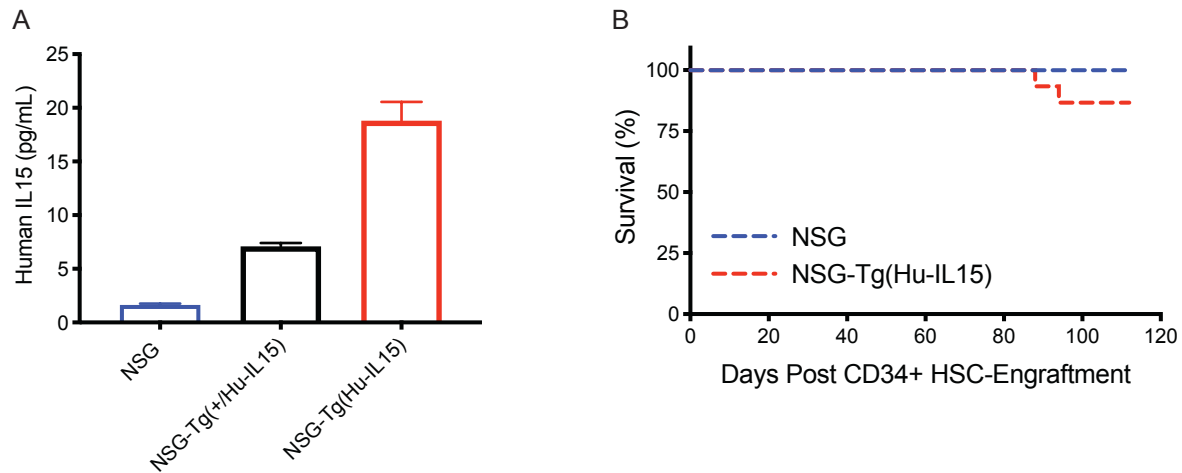 A
Human IL15 (pg/mL)
25
20
15
10
5
0
NSG
NSG-Tg(+/Hu-IL15)
NSG-Tg(Hu-IL15)
B
Survival (%)
100
75
50
25
0
NSG
NSG-Tg(Hu-IL15)
0 20 40 60 80 100 120
Days Post CD34+ HSC-Engraftment